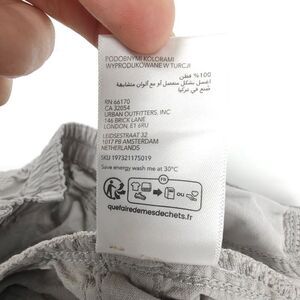 PODOBNYMI KOLORAMI
WYPRODUKOWANE W TURCJI
100% قطن
اغسل بشكل منفصل أو مع ألوان متشابهة
صنع في تركيا
RN 66170
CA 32054
URBAN OUTFITTERS, INC
146 BRICK LANE
LONDON, E1 6RU
LEIDSESTRAAT 32
1017 PB AMSTERDAM
NETHERLANDS
SKU 197321175019
Save energy wash me at 30°C
FR
OU
quefairedemesdechets.fr